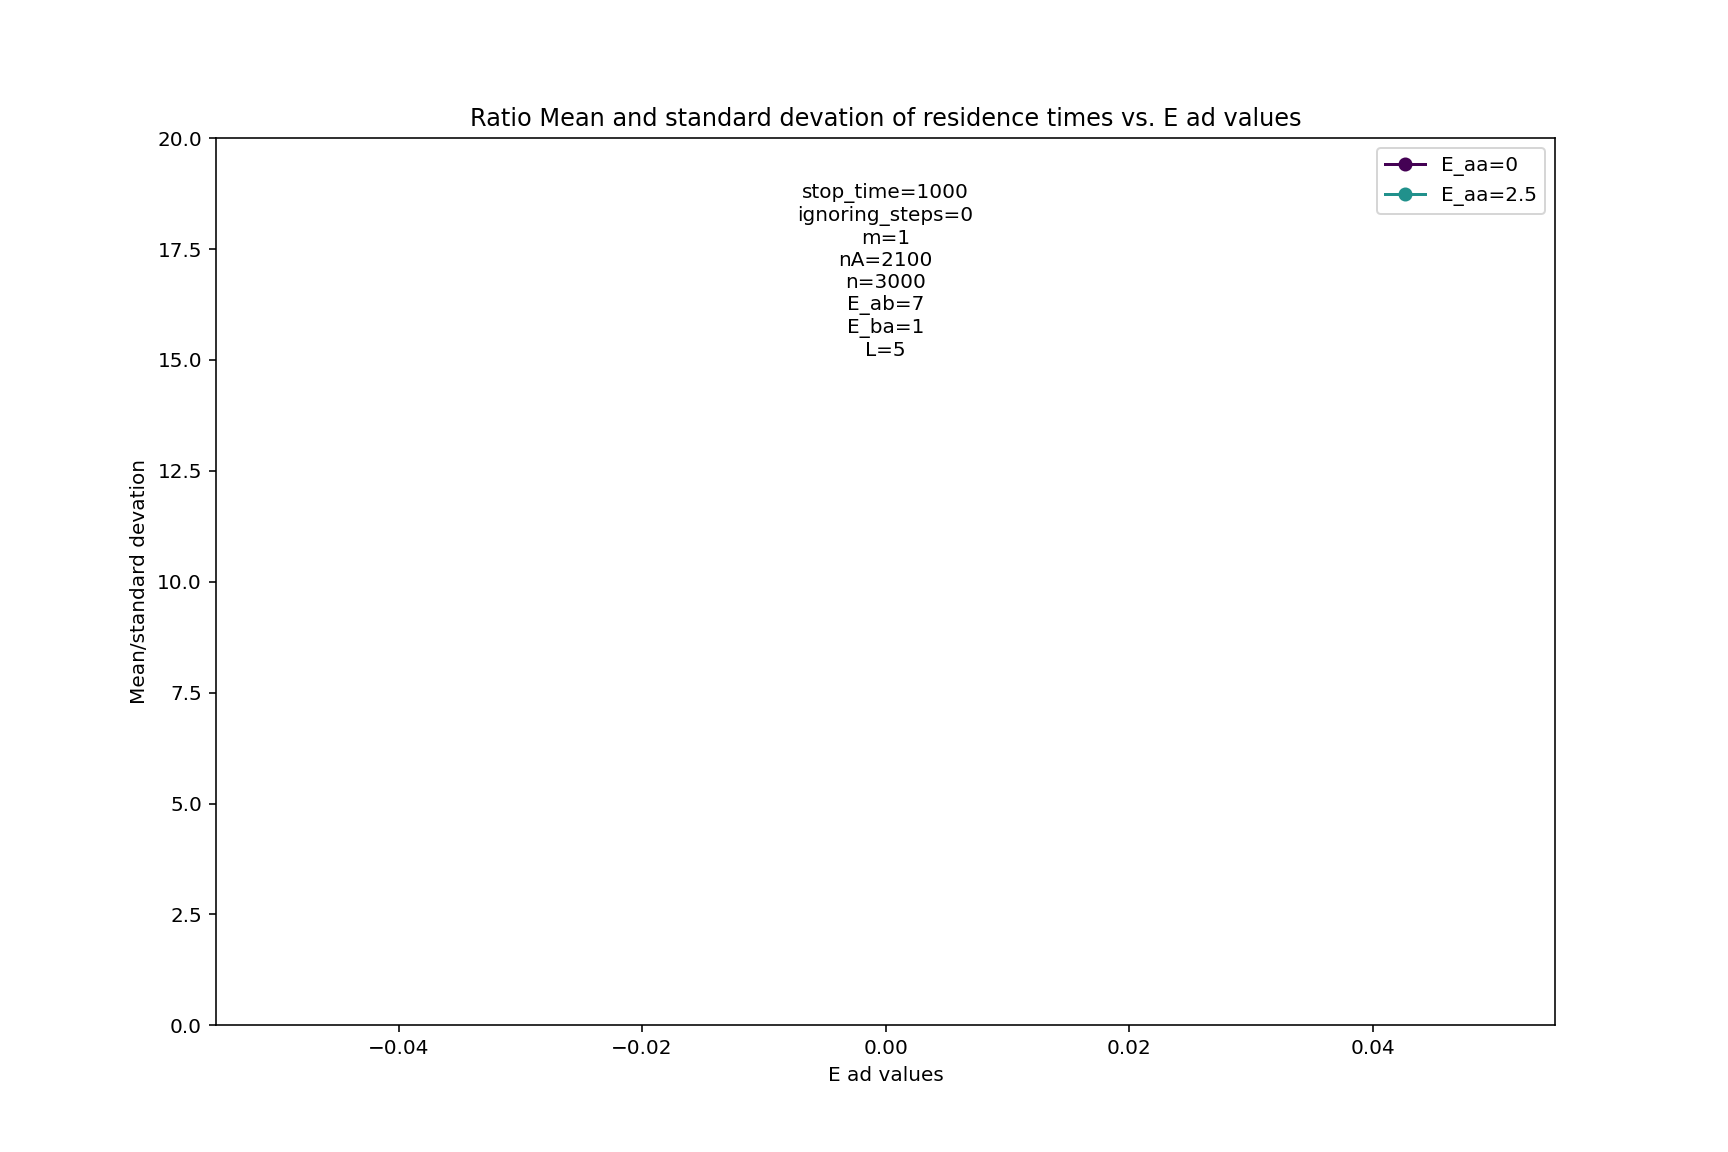 Ratio Mean and standard devation of residence times vs. E ad values
20.0
17.5
15.0
12.5
10.0
7.5
5.0
2.5
0.0
Mean/standard devation
stop_time=1000
ignoring_steps=0
m=1
nA=2100
n=3000
E_ab=7
E_ba=1
L=5
E_aa=0
E_aa=2.5
−0.04
−0.02
0.00
0.02
0.04
E ad values